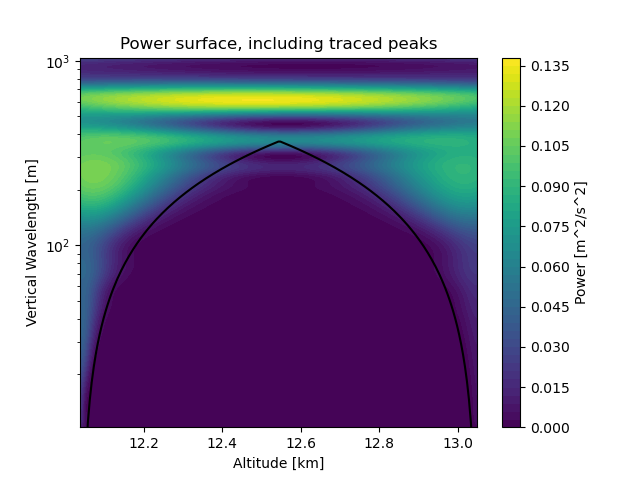 Power surface, including traced peaks
10^3
10^2
Vertical Wavelength [m]
12.2 12.4 12.6 12.8 13.0
Altitude [km]
0.135
0.120
0.105
0.090
0.075
0.060
0.045
0.030
0.015
0.000
Power [m^2/s^2]